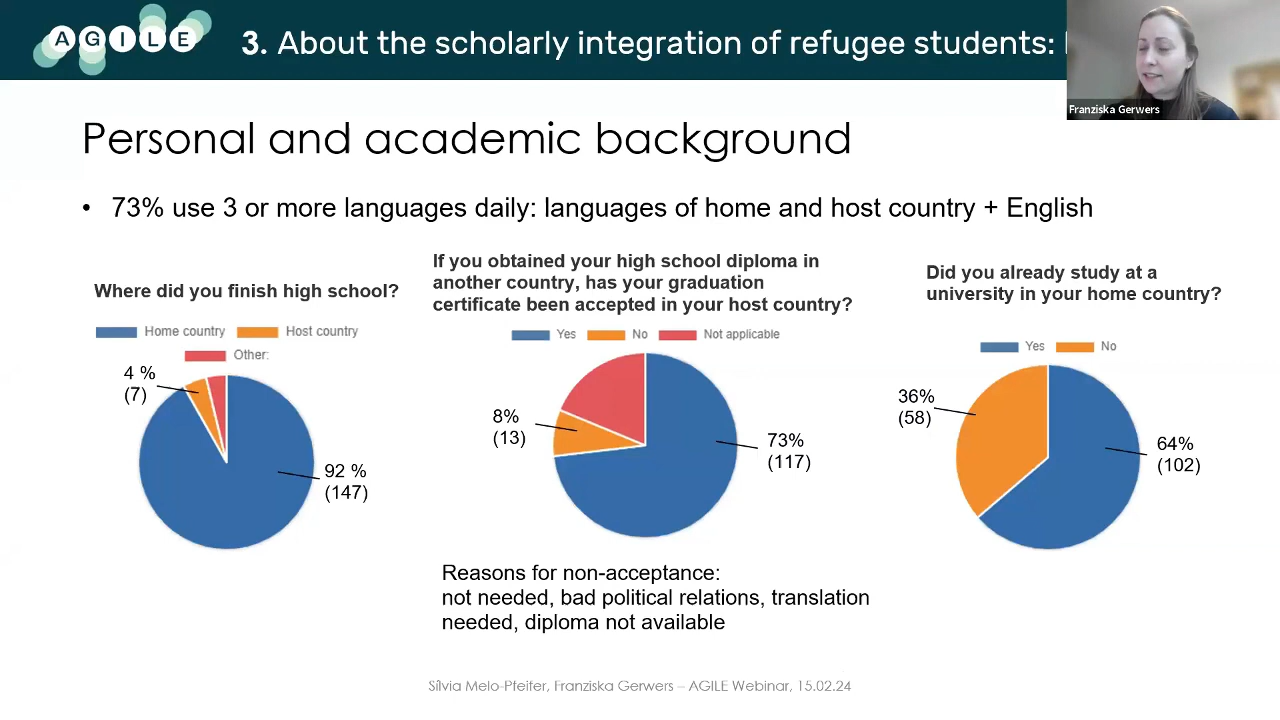 AGILE
3. About the scholarly integration of refugee students:
Franziska Gerwers
Personal and academic background
• 73% use 3 or more languages daily: languages of home and host country + English
Where did you finish high school?
Home country Host country
Other:
4 %
(7)
92 %
(147)
If you obtained your high school diploma in
another country, has your graduation
certificate been accepted in your host country?
Yes No Not applicable
8%
(13)
73%
(117)
Reasons for non-acceptance:
not needed, bad political relations, translation
needed, diploma not available
Did you already study at a
university in your home country?
Yes No
36%
(58)
64%
(102)
Sílvia Melo-Pfeifer, Franziska Gerwers – AGILE Webinar, 15.02.24